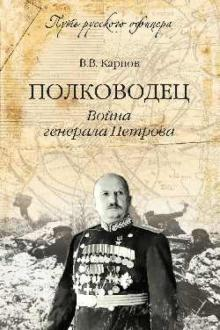 Путь русского офицера
В.В. Карпов
ПОЛКОВОДЕЦ
Война
генерала Петрова